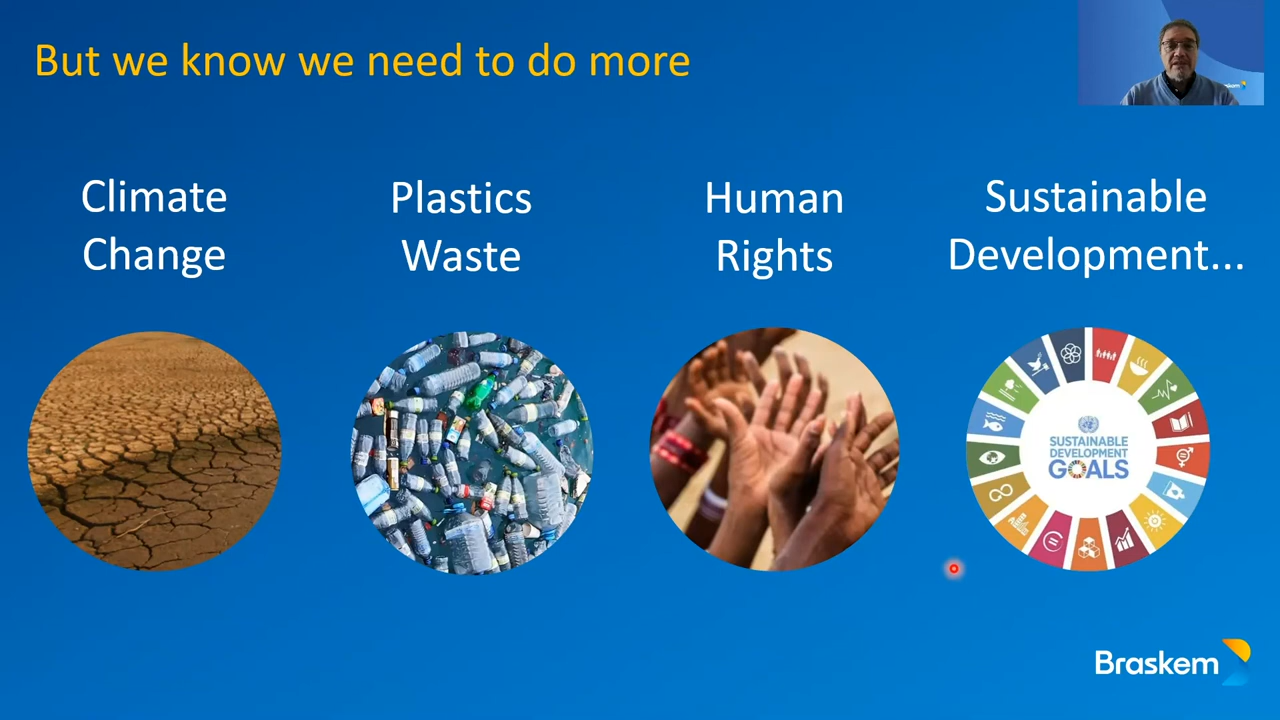 But we know we need to do more
Climate
Change
Plastics
Waste
Human
Rights
Sustainable
Development...
SUSTAINABLE
DEVELOPMENT
GOALS
Braskem